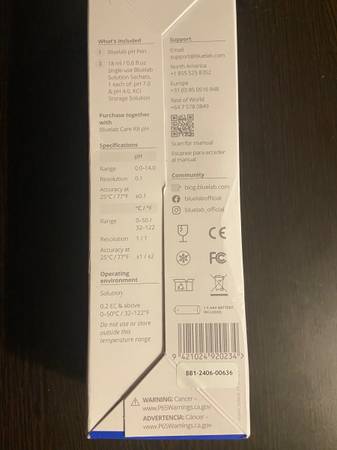 What's included
1 Bluelab pH Pen
3 18 ml / 0.6 fl oz
single-use Bluelab
Solution Sachets,
1 each of: pH 7.0
& pH 4.0, KCl
Storage Solution
Purchase together
with
Bluelab Care Kit pH
Specifications
pH
Range 0.0–14.0
Resolution 0.1
Accuracy at
25°C / 77°F ±0.1
°C / °F
Range 0–50 /
32–122
Resolution 1 / 1
Accuracy at
25°C / 77°F ±1 / ±2
Operating
environment
Solution
0.2 EC & above
0–50°C / 32–122°F
Do not use or store
outside this
temperature range
Support
Email
support@bluelab.com
North America
+1 855 525 8352
Europe
Rest of World
+64 7 578 0849
Scan for manual
Escanee para acceder
al manual
Community
blog.bluelab.com
bluelabofficial
bluelab_official
CE
FC
1 x AAA BATTERY
INCLUDED
9 421024 920234 >
BB1-2406-00636
WARNING: Cancer –
www.P65Warnings.ca.gov
ADVERTENCIA: Cáncer –
www.P65Warnings.ca.gov